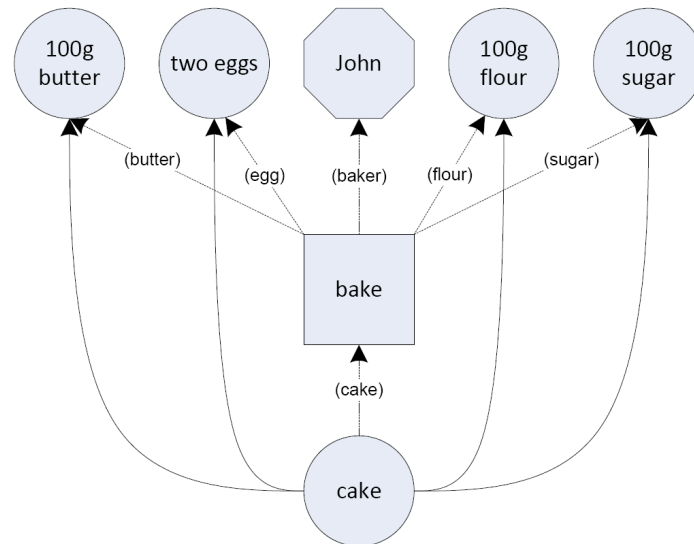 100g
butter
two eggs
John
100g
flour
100g
sugar
(butter)
(egg)
(baker)
(flour)
(sugar)
bake
(cake)
cake